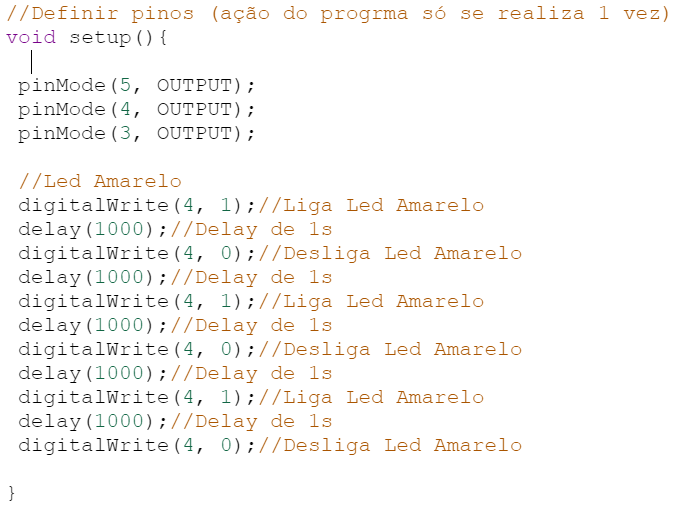 //Definir pinos (ação do progrma só se realiza 1 vez)
void setup(){
pinMode(5, OUTPUT);
pinMode(4, OUTPUT);
pinMode(3, OUTPUT);
//Led Amarelo
digitalWrite(4, 1);//Liga Led Amarelo
delay(1000);//Delay de 1s
digitalWrite(4, 0);//Desliga Led Amarelo
delay(1000);//Delay de 1s
digitalWrite(4, 1);//Liga Led Amarelo
delay(1000);//Delay de 1s
digitalWrite(4, 0);//Desliga Led Amarelo
delay(1000);//Delay de 1s
digitalWrite(4, 1);//Liga Led Amarelo
delay(1000);//Delay de 1s
digitalWrite(4, 0);//Desliga Led Amarelo
}